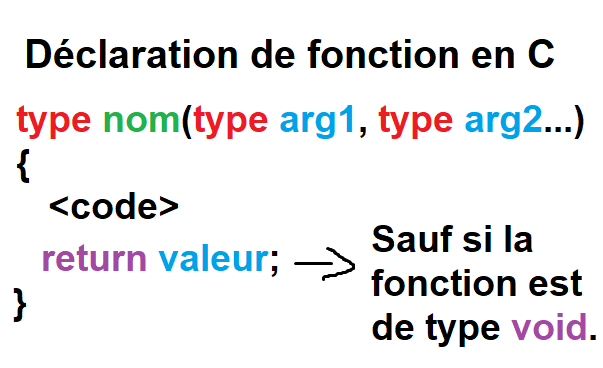 Déclaration de fonction en C
type nom(type arg1, type arg2...)
{
<code>
return valeur;
}
Sauf si la
fonction est
de type void.